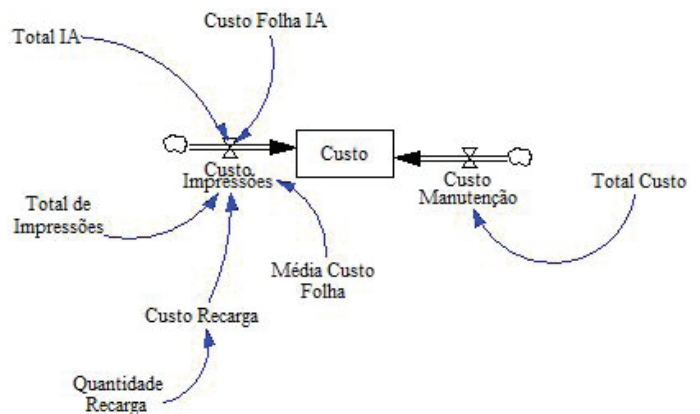 Custo Folha IA
Total IA
Custo
Custo
Impressões
Custo
Manutenção
Total Custo
Total de
Impressões
Média Custo
Folha
Custo Recarga
Quantidade
Recarga